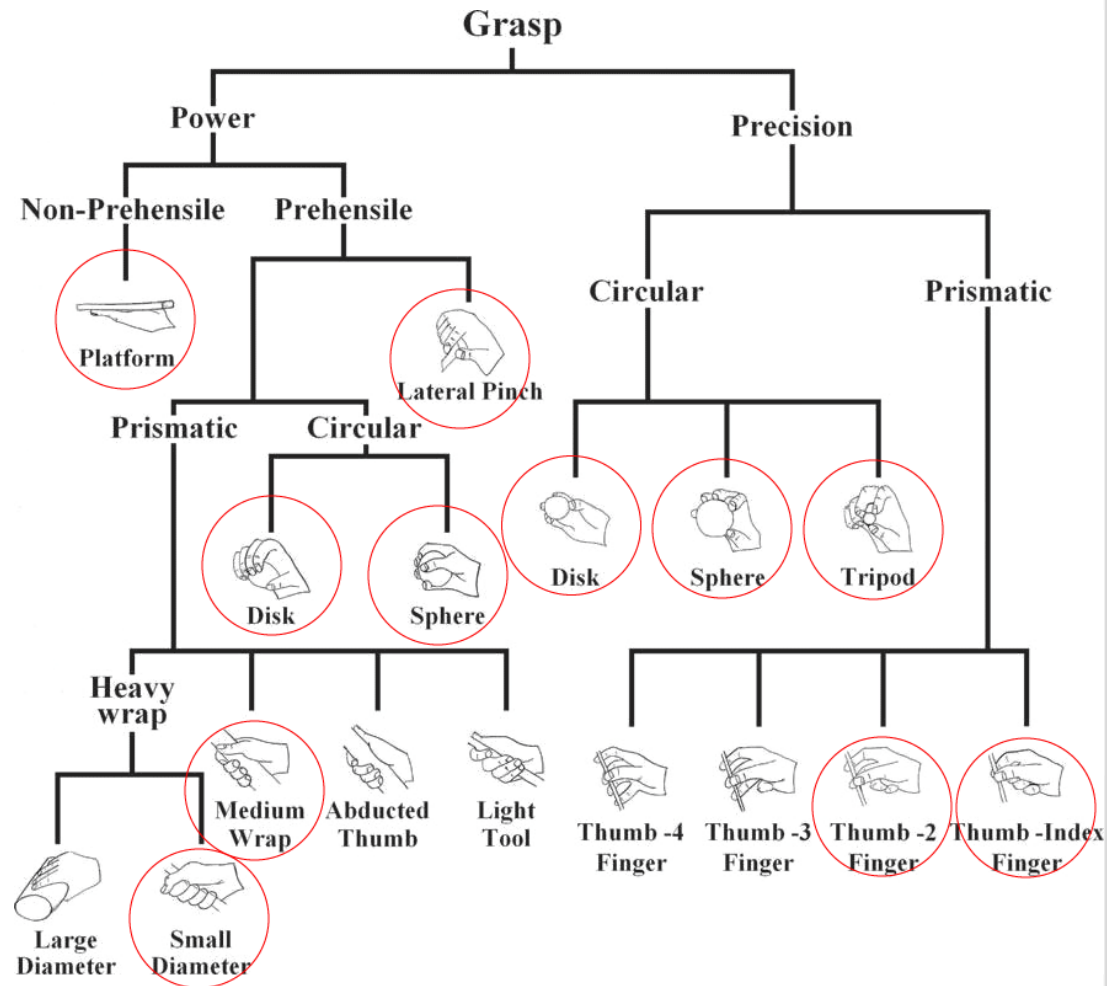 Grasp
Power
Precision
Non-Prehensile
Prehensile
Circular
Prismatic
Platform
Lateral Pinch
Prismatic
Circular
Disk
Sphere
Disk
Sphere
Tripod
Heavy
wrap
Medium
Wrap
Abducted
Thumb
Light
Tool
Thumb -4
Finger
Thumb -3
Finger
Thumb -2
Finger
Thumb -Index
Finger
Large
Diameter
Small
Diameter